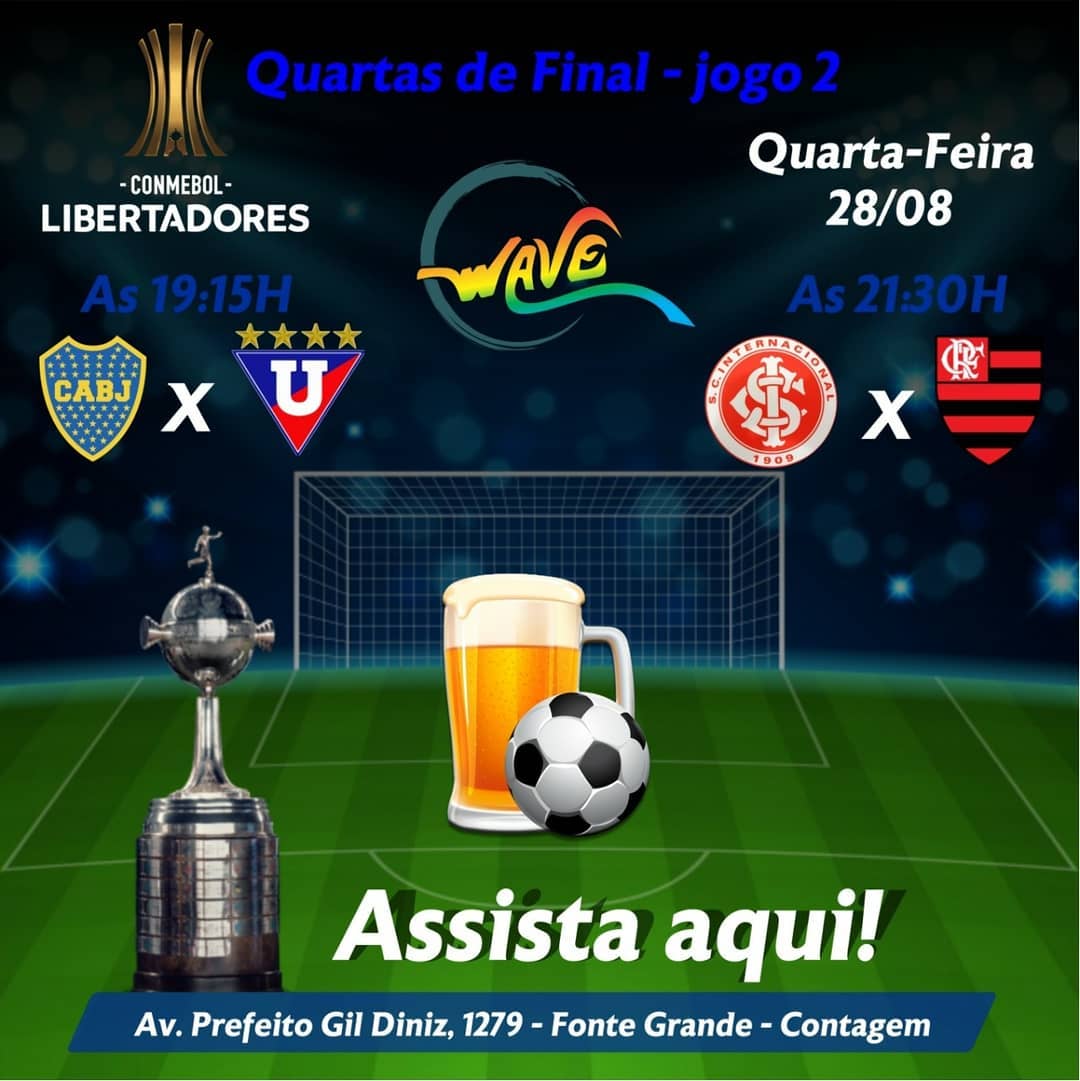 Quartas de Final - jogo 2
Quarta-Feira
28/08
- CONMEBOL -
LIBERTADORES
WAVE
As 19:15H
As 21:30H
CABJ
X
U
S.C. INTERNACIONAL
SCI
1909
X
CRF
Assista aqui!
Av. Prefeito Gil Diniz, 1279 - Fonte Grande - Contagem